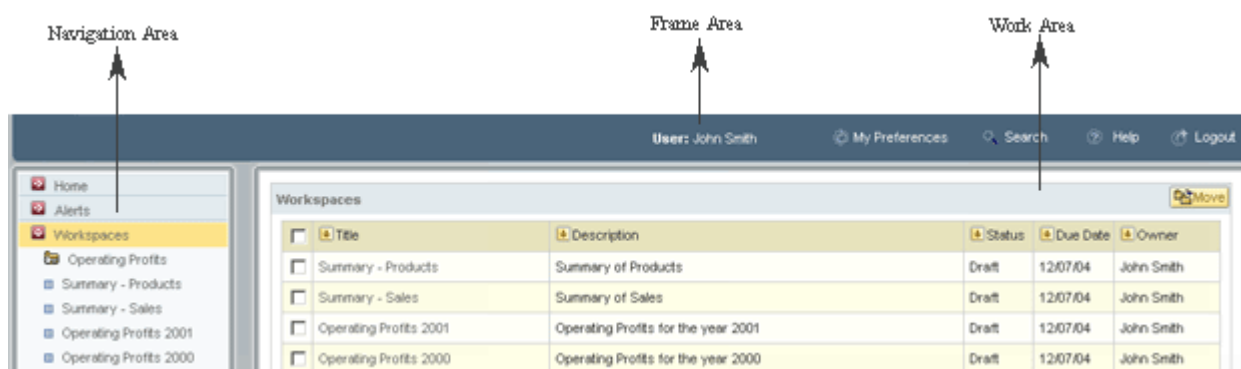 Navigation Area
Frame Area
Work Area
User: John Smith My Preferences Search Help Logout
Home
Alerts
Workspaces
Operating Profits
Summary - Products
Summary - Sales
Operating Profits 2001
Operating Profits 2000
Workspaces Move
Title Description Status Due Date Owner
Summary - Products Summary of Products Draft 12/07/04 John Smith
Summary - Sales Summary of Sales Draft 12/07/04 John Smith
Operating Profits 2001 Operating Profits for the year 2001 Draft 12/07/04 John Smith
Operating Profits 2000 Operating Profits for the year 2000 Draft 12/07/04 John Smith